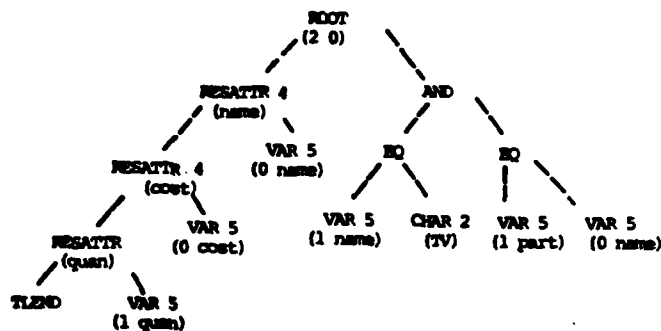 ROOT
(2 0)
RESATTR 4
(name)
AND
VAR 5
(0 name)
EQ
EQ
RESATTR 4
(cost)
VAR 5
(0 cost)
VAR 5
(1 name)
CHAR 2
(TV)
VAR 5
(1 part)
VAR 5
(0 name)
RESATTR
(quan)
TLEND
VAR 5
(1 quan)